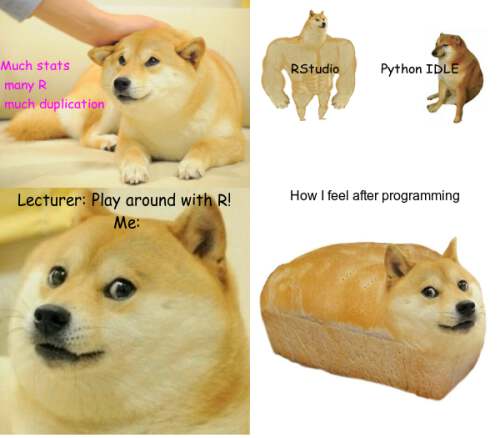 Much stats
many R
much duplication
RStudio
Python IDLE
Lecturer: Play around with R!
Me:
How I feel after programming